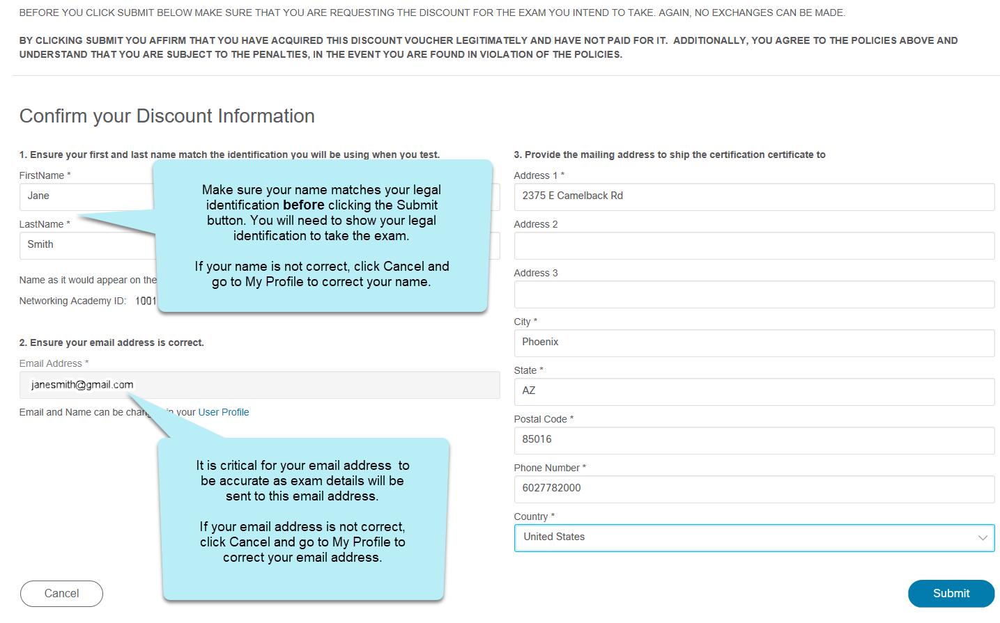 BEFORE YOU CLICK SUBMIT BELOW MAKE SURE THAT YOU ARE REQUESTING THE DISCOUNT FOR THE EXAM YOU INTEND TO TAKE. AGAIN, NO EXCHANGES CAN BE MADE.
BY CLICKING SUBMIT YOU AFFIRM THAT YOU HAVE ACQUIRED THIS DISCOUNT VOUCHER LEGITIMATELY AND HAVE NOT PAID FOR IT.  ADDITIONALLY, YOU AGREE TO THE POLICIES ABOVE AND
UNDERSTAND THAT YOU ARE SUBJECT TO THE PENALTIES, IN THE EVENT YOU ARE FOUND IN VIOLATION OF THE POLICIES.
Confirm your Discount Information
1. Ensure your first and last name match the identification you will be using when you test.
FirstName *
Jane
LastName *
Smith
Name as it would appear on the
Networking Academy ID: 1001
Make sure your name matches your legal
identification before clicking the Submit
button. You will need to show your legal
identification to take the exam.
If your name is not correct, click Cancel and
go to My Profile to correct your name.
2. Ensure your email address is correct.
Email Address *
janesmith@gmail.com
Email and Name can be in your User Profile
It is critical for your email address to
be accurate as exam details will be
sent to this email address.
If your email address is not correct,
click Cancel and go to My Profile to
correct your email address.
3. Provide the mailing address to ship the certification certificate to
Address 1 *
2375 E Camelback Rd
Address 2
Address 3
City *
Phoenix
State *
AZ
Postal Code *
85016
Phone Number *
6027782000
Country *
United States
Cancel
Submit